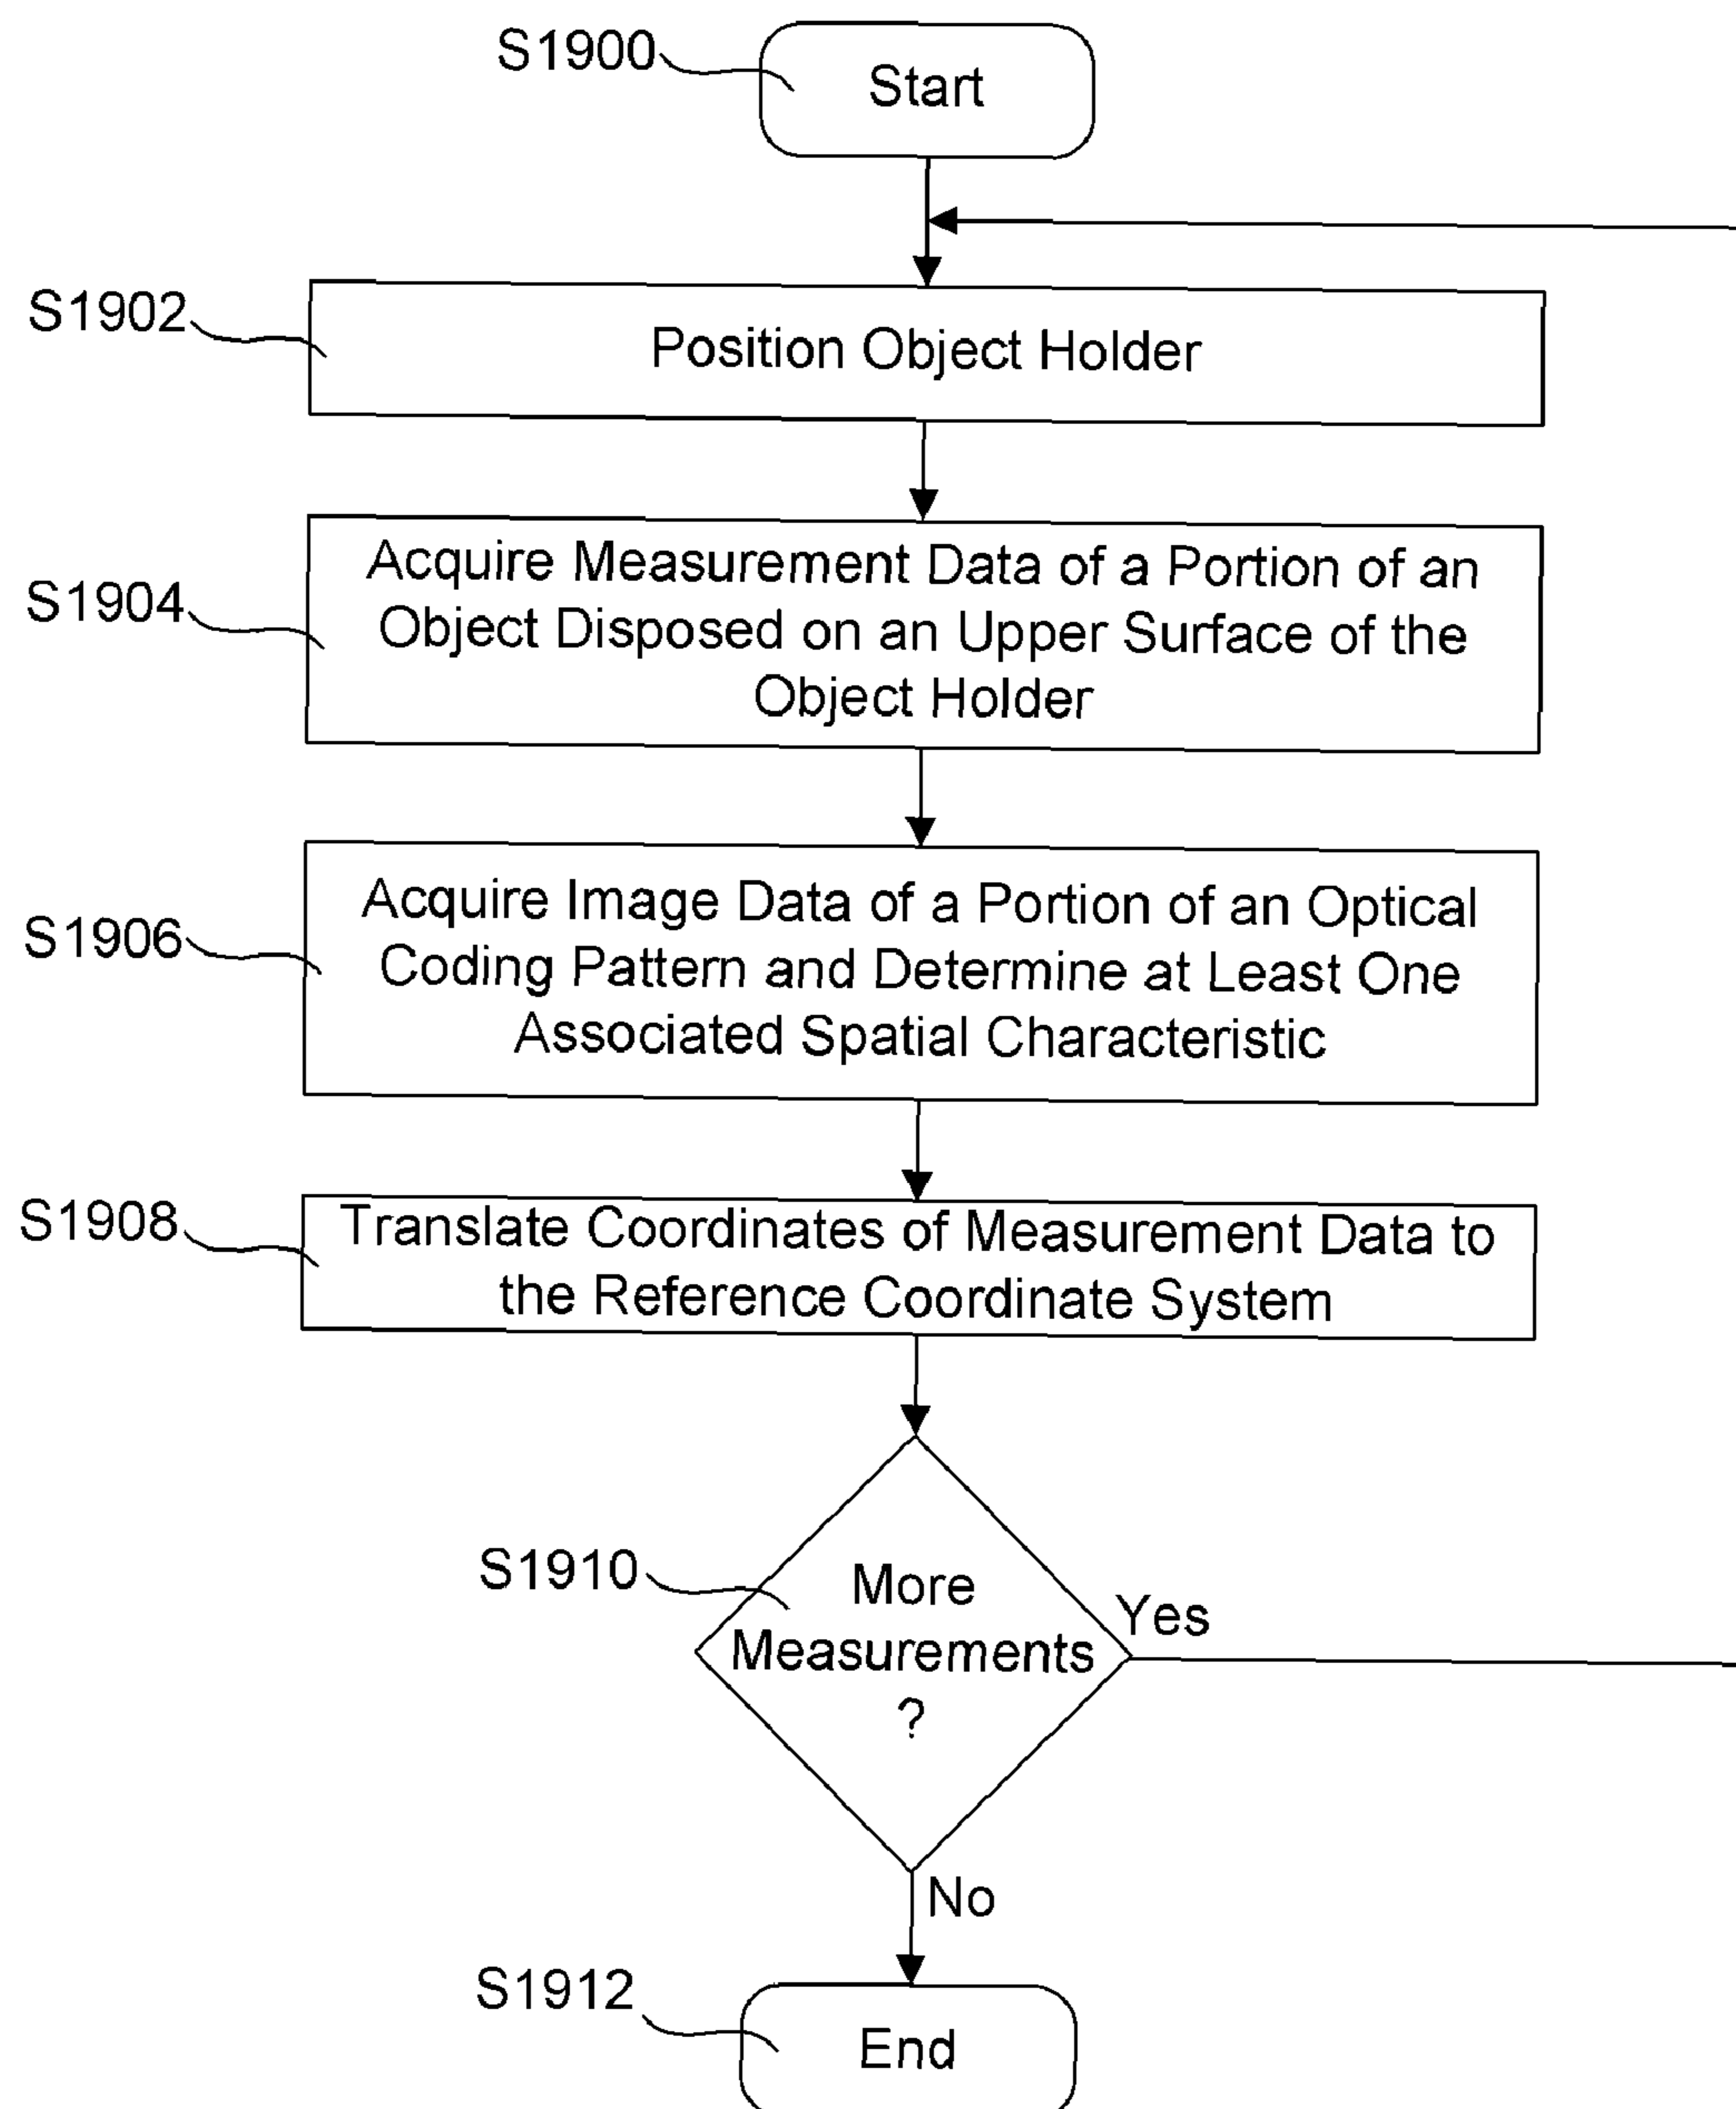 S1900
Start
S1902
Position Object Holder
S1904
Acquire Measurement Data of a Portion of an
Object Disposed on an Upper Surface of the
Object Holder
S1906
Acquire Image Data of a Portion of an Optical
Coding Pattern and Determine at Least One
Associated Spatial Characteristic
S1908
Translate Coordinates of Measurement Data to
the Reference Coordinate System
S1910
More
Measurements
?
Yes
No
S1912
End